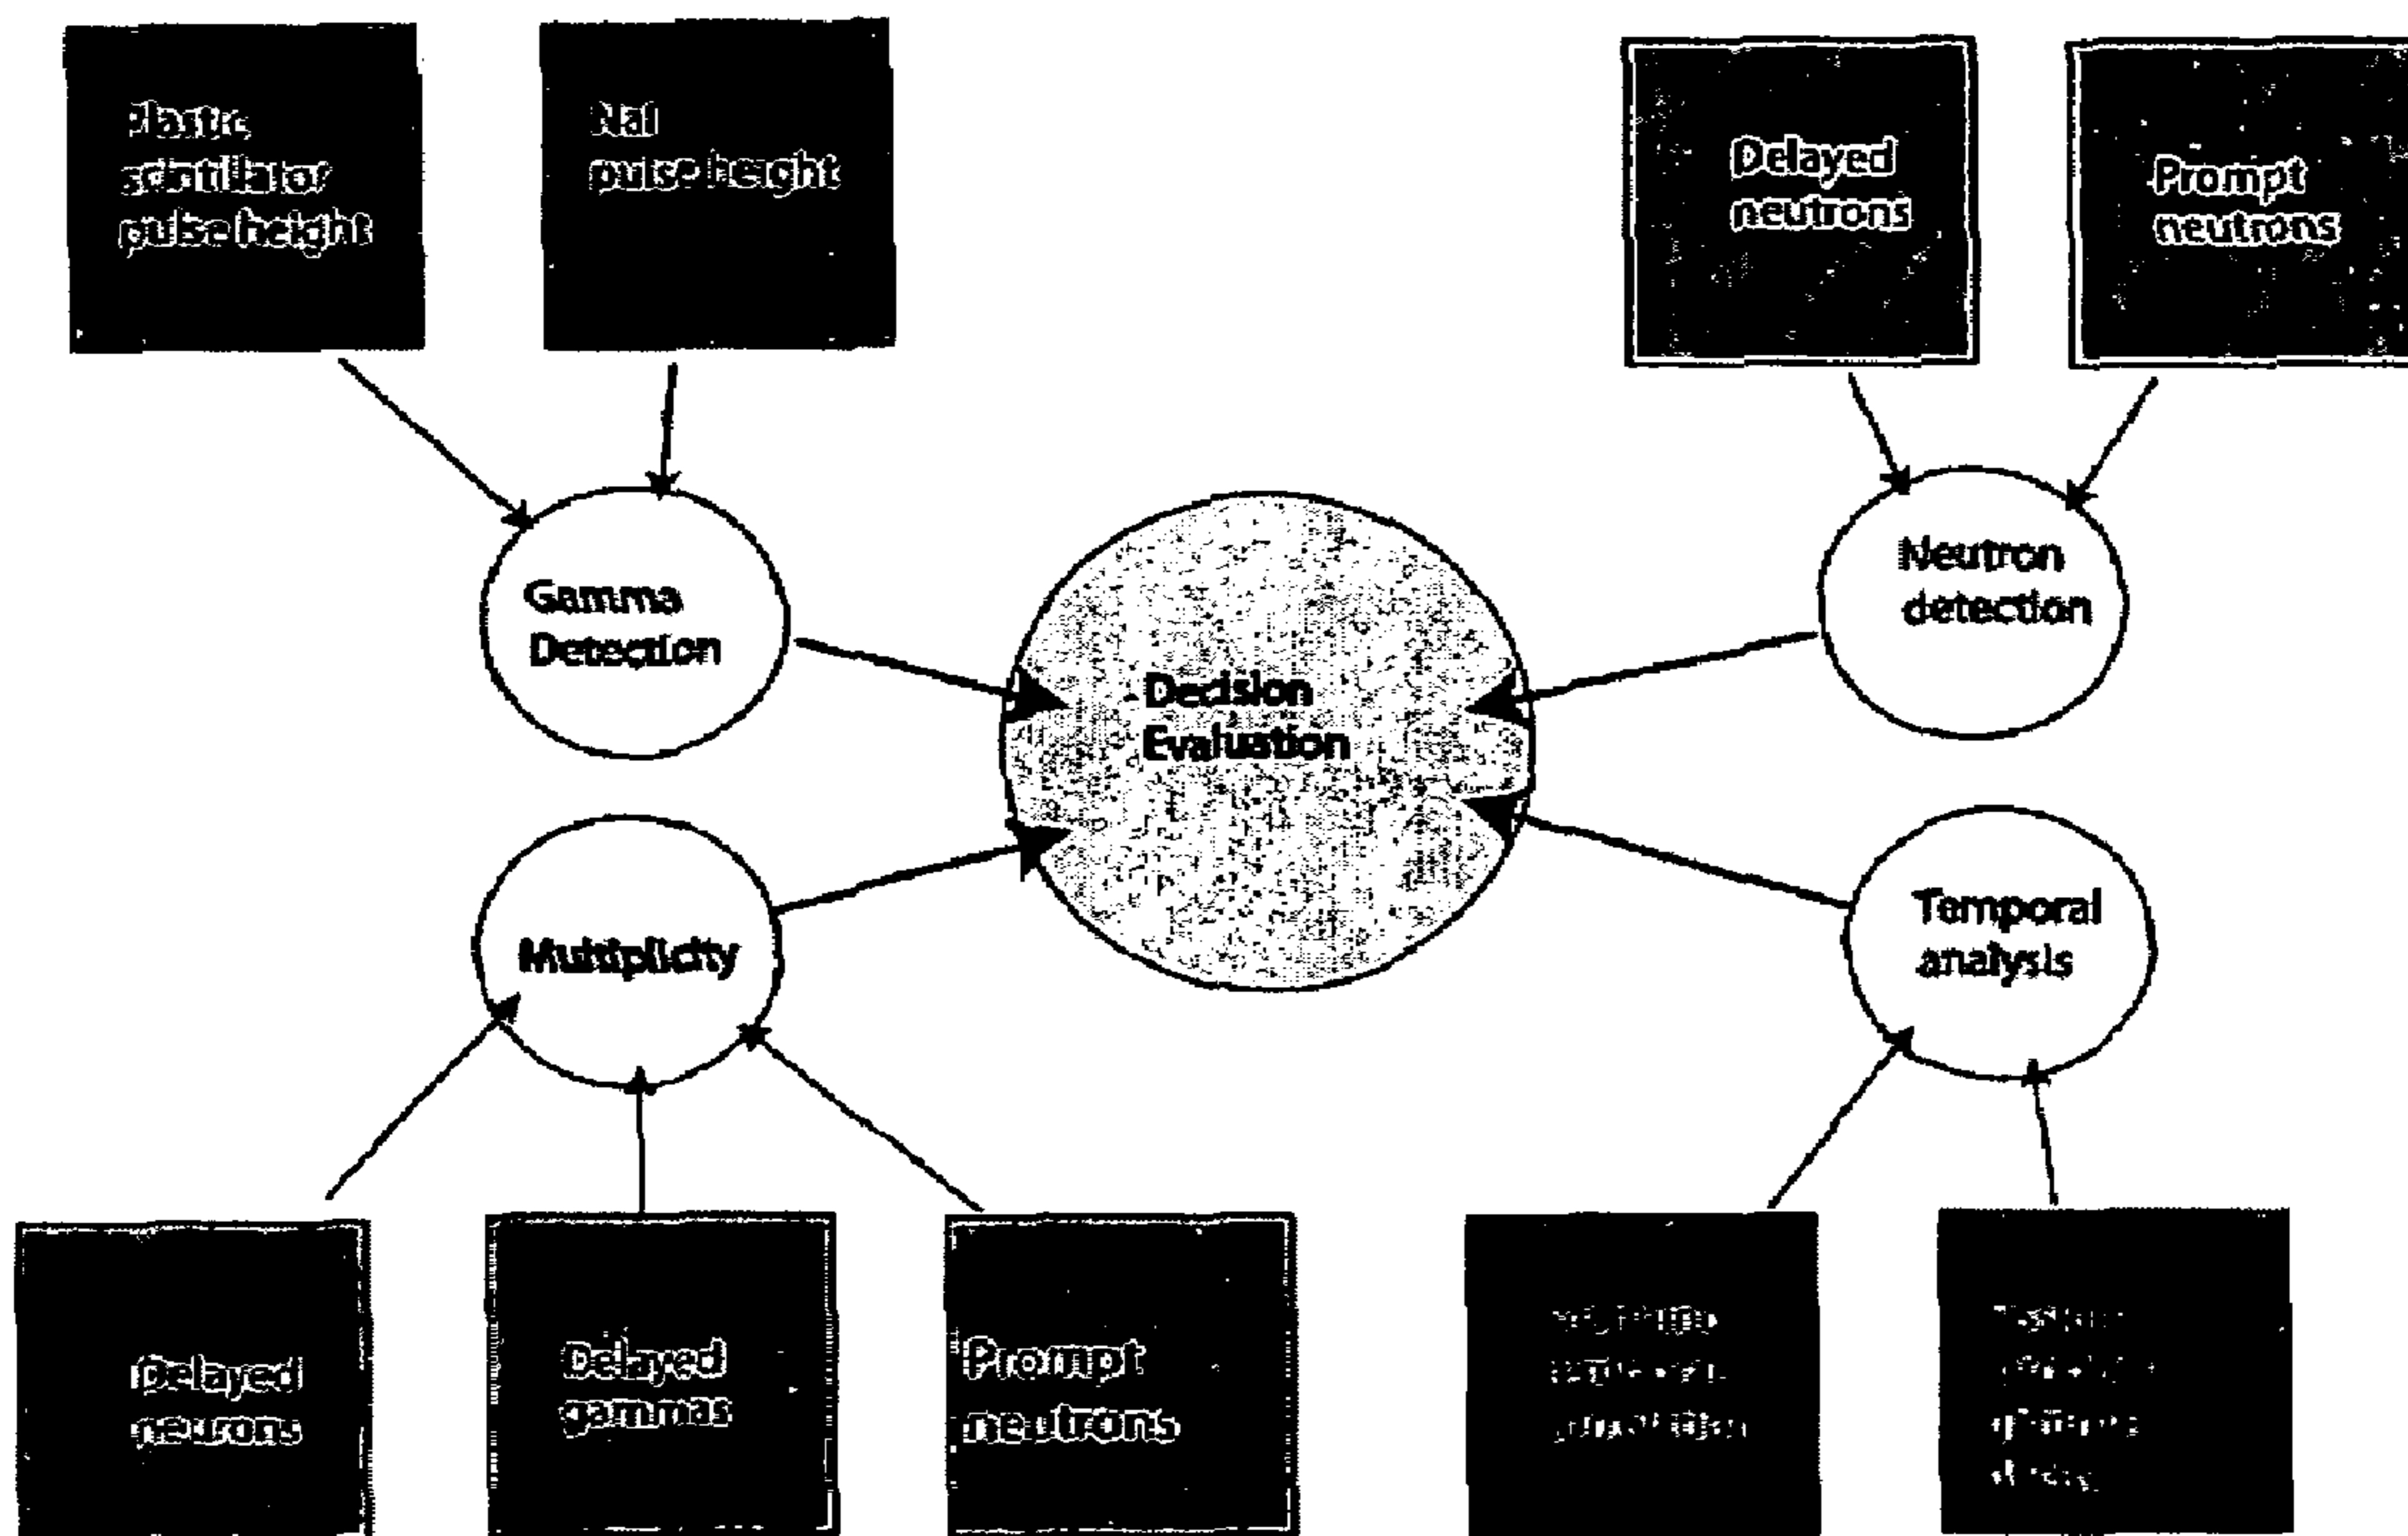 Plastic
scintillator
pulse height
NaI
pulse height
Delayed
neutrons
Prompt
neutrons
Gamma
Detection
Neutron
detection
Decision
Evaluation
Multiplicity
Temporal
analysis
Delayed
neurons
Delayed
gammas
Prompt
neutrons